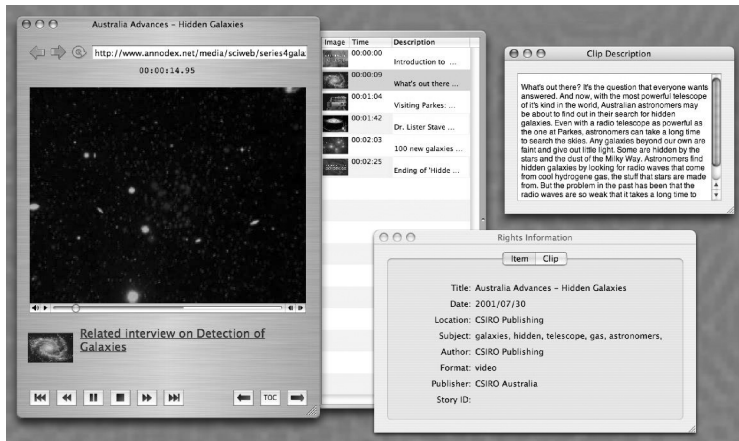 Australia Advances - Hidden Galaxies
http://www.annodex.net/media/sciweb/series4gala
00:00:14.95
Related interview on Detection of
Galaxies
TOC
Image Time Description
00:00:00
Introduction to ...
00:00:09
What's out there ...
00:01:04
Visiting Parkes: ...
00:01:42
Dr. Lister Stave ...
00:02:03
100 new galaxies ...
00:02:25
Ending of 'Hidde ...
Clip Description
What's out there? It's the question that everyone wants
answered. And now, with the most powerful telescope
of it's kind in the world, Australian astronomers may
be about to find out in their search for hidden
galaxies. Even with a radio telescope as powerful as
the one at Parkes, astronomers can take a long time
to search the skies. Any galaxies beyond our own are
faint and give out little light. Some are hidden by the
stars and the dust of the Milky Way. Astronomers find
hidden galaxies by looking for radio waves that come
from cool hydrogene gas, the stuff that stars are made
from. But the problem in the past has been that the
radio waves are so weak that it takes a long time to
Rights Information
Item Clip
Title: Australia Advances - Hidden Galaxies
Date: 2001/07/30
Location: CSIRO Publishing
Subject: galaxies, hidden, telescope, gas, astronomers,
Author: CSIRO Publishing
Format: video
Publisher: CSIRO Australia
Story ID: